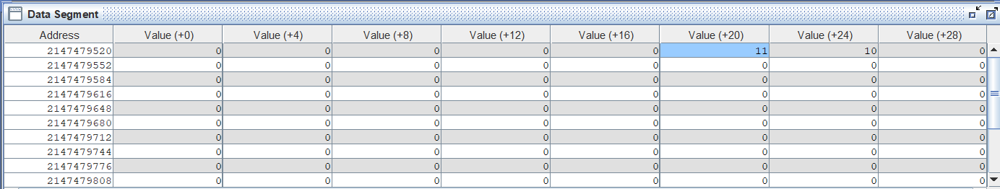 Data Segment
Address Value (+0) Value (+4) Value (+8) Value (+12) Value (+16) Value (+20) Value (+24) Value (+28)
2147479520 0 0 0 0 0 11 10 0
2147479552 0 0 0 0 0 0 0 0
2147479584 0 0 0 0 0 0 0 0
2147479616 0 0 0 0 0 0 0 0
2147479648 0 0 0 0 0 0 0 0
2147479680 0 0 0 0 0 0 0 0
2147479712 0 0 0 0 0 0 0 0
2147479744 0 0 0 0 0 0 0 0
2147479776 0 0 0 0 0 0 0 0
2147479808 0 0 0 0 0 0 0 0